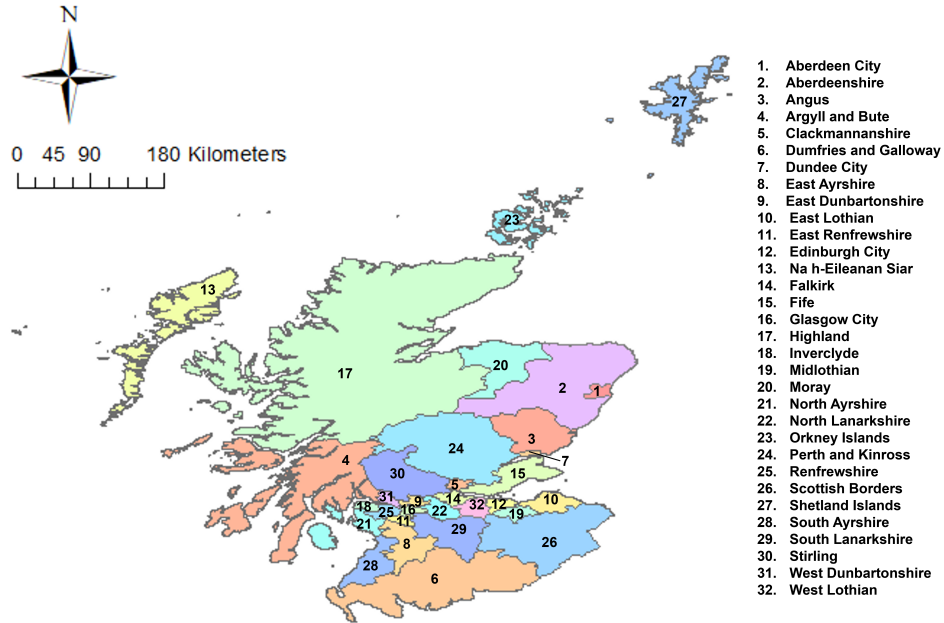 N
0 45 90 180 Kilometers
1. Aberdeen City
2. Aberdeenshire
3. Angus
4. Argyll and Bute
5. Clackmannanshire
6. Dumfries and Galloway
7. Dundee City
8. East Ayrshire
9. East Dunbartonshire
10. East Lothian
11. East Renfrewshire
12. Edinburgh City
13. Na h-Eileanan Siar
14. Falkirk
15. Fife
16. Glasgow City
17. Highland
18. Inverclyde
19. Midlothian
20. Moray
21. North Ayrshire
22. North Lanarkshire
23. Orkney Islands
24. Perth and Kinross
25. Renfrewshire
26. Scottish Borders
27. Shetland Islands
28. South Ayrshire
29. South Lanarkshire
30. Stirling
31. West Dunbartonshire
32. West Lothian
27
23
13
20
17
2
1
3
24
4
7
30
15
5
31
14
9
12
10
18
25
16
22
32
19
21
11
29
8
26
28
6